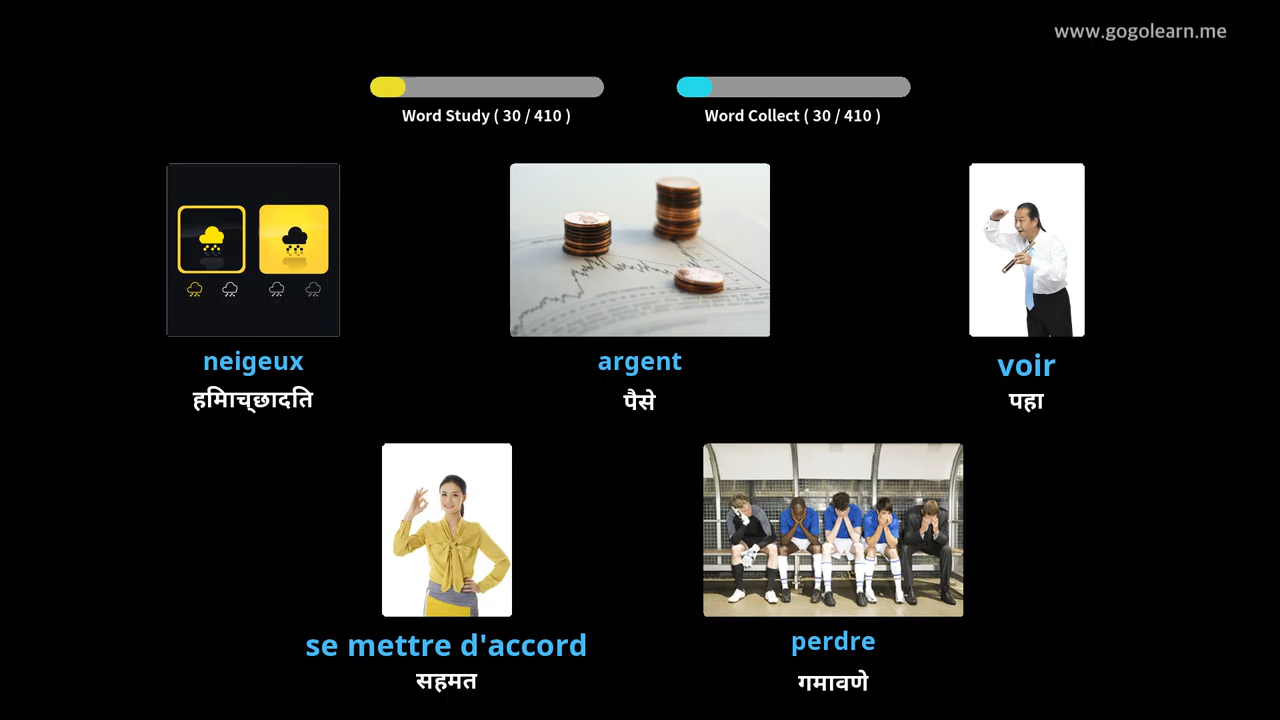 www.gogolearn.me
Word Study ( 30 / 410 )
Word Collect ( 30 / 410 )
neigeux
हिमाच्छादित
argent
पैसे
voir
पहा
se mettre d'accord
सहमत
perdre
गमावणे